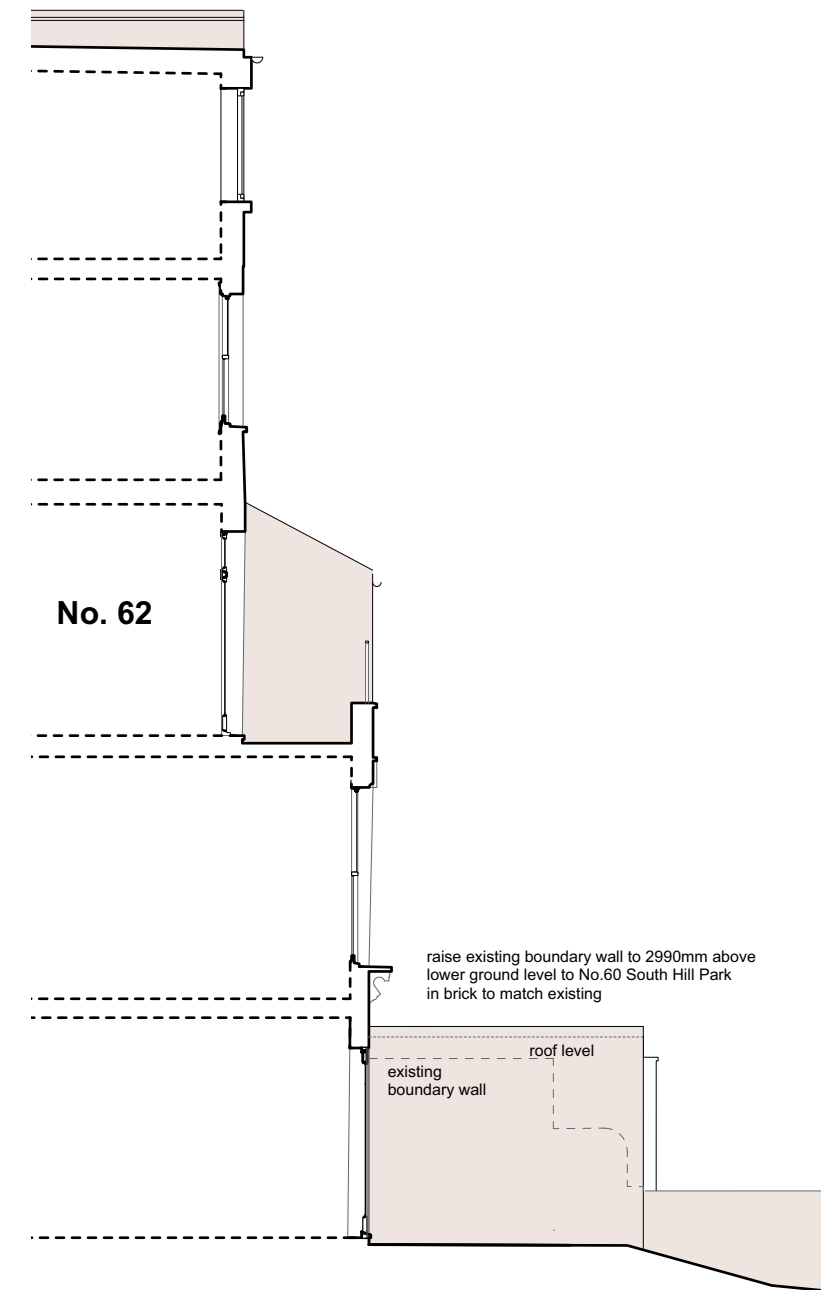 No. 62
raise existing boundary wall to 2990mm above
lower ground level to No.60 South Hill Park
in brick to match existing
roof level
existing
boundary wall